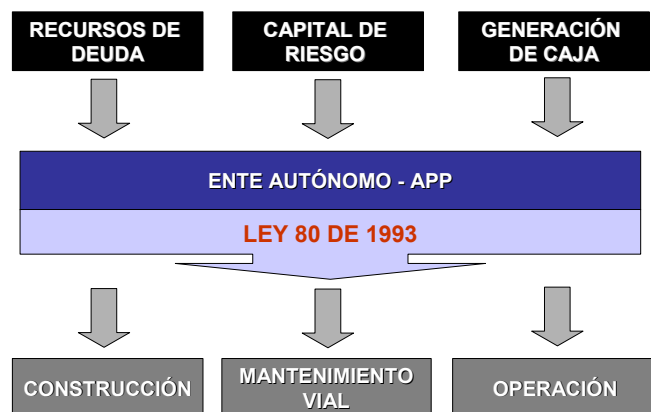 RECURSOS DE
DEUDA
CAPITAL DE
RIESGO
GENERACIÓN
DE CAJA
ENTE AUTÓNOMO - APP
LEY 80 DE 1993
CONSTRUCCIÓN
MANTENIMIENTO
VIAL
OPERACIÓN